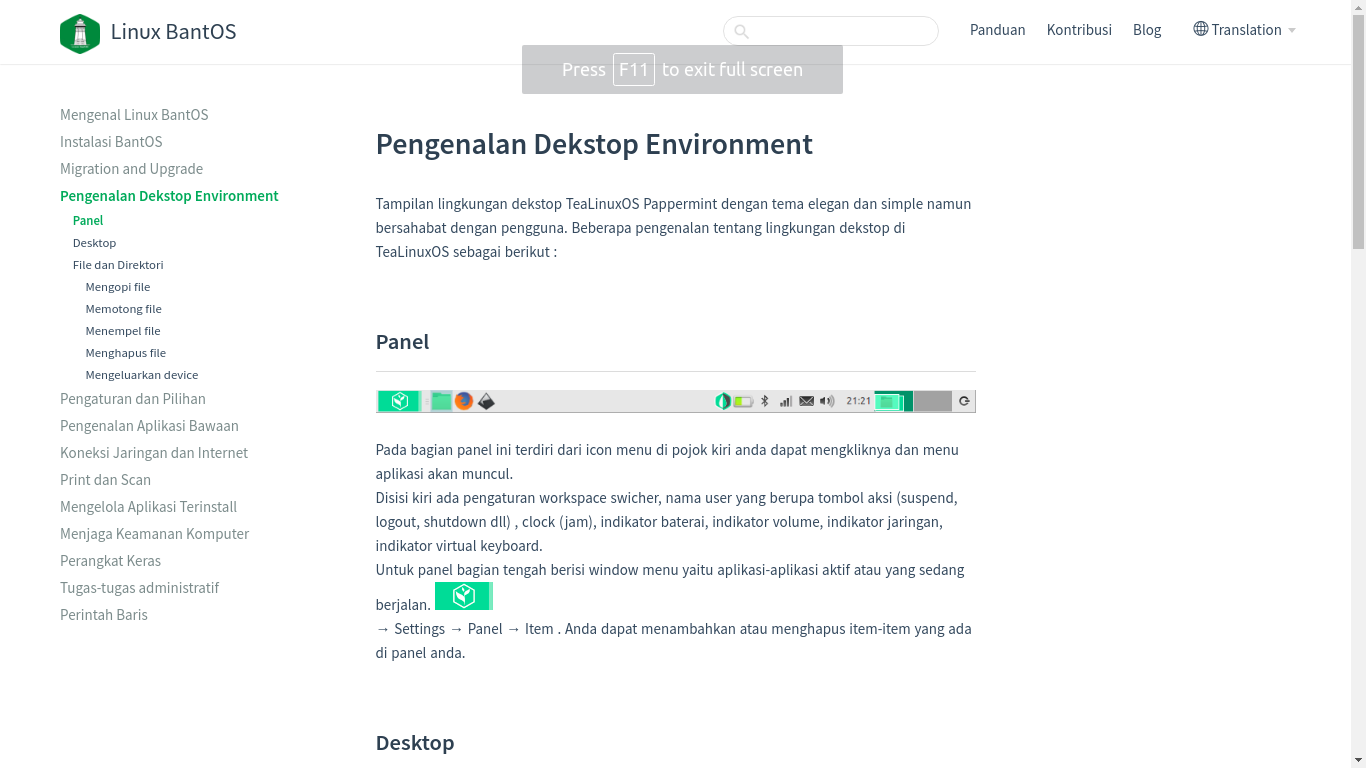 Linux BantOS
Panduan
Kontribusi
Blog
Translation
Press F11 to exit full screen
Mengenal Linux BantOS
Instalasi BantOS
Migration and Upgrade
Pengenalan Dekstop Environment
Panel
Desktop
File dan Direktori
Mengopi file
Memotong file
Menempel file
Menghapus file
Mengeluarkan device
Pengaturan dan Pilihan
Pengenalan Aplikasi Bawaan
Koneksi Jaringan dan Internet
Print dan Scan
Mengelola Aplikasi Terinstall
Menjaga Keamanan Komputer
Perangkat Keras
Tugas-tugas administratif
Perintah Baris
Pengenalan Dekstop Environment
Tampilan lingkungan dekstop TeaLinuxOS Pappermint dengan tema elegan dan simple namun
bersahabat dengan pengguna. Beberapa pengenalan tentang lingkungan dekstop di
TeaLinuxOS sebagai berikut :
Panel
21:21
Pada bagian panel ini terdiri dari icon menu di pojok kiri anda dapat mengkliknya dan menu
aplikasi akan muncul.
Disisi kiri ada pengaturan workspace swicher, nama user yang berupa tombol aksi (suspend,
logout, shutdown dll) , clock (jam), indikator baterai, indikator volume, indikator jaringan,
indikator virtual keyboard.
Untuk panel bagian tengah berisi window menu yaitu aplikasi-aplikasi aktif atau yang sedang
berjalan.
→ Settings → Panel → Item . Anda dapat menambahkan atau menghapus item-item yang ada
di panel anda.
Desktop